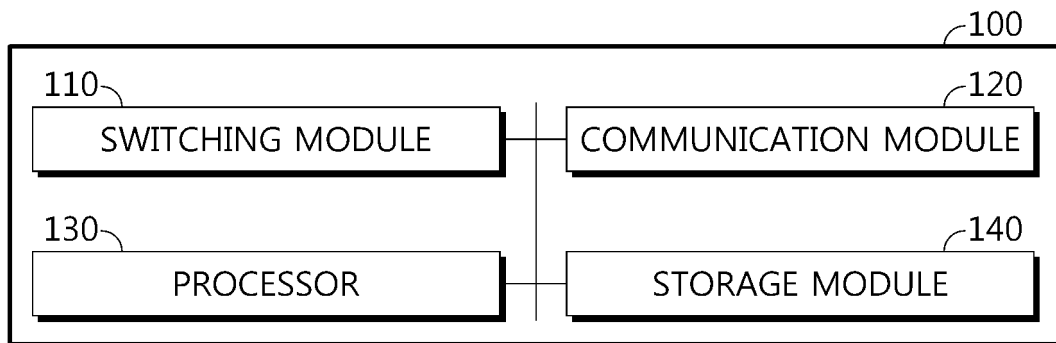 100
110
120
SWITCHING MODULE
COMMUNICATION MODULE
130
140
PROCESSOR
STORAGE MODULE